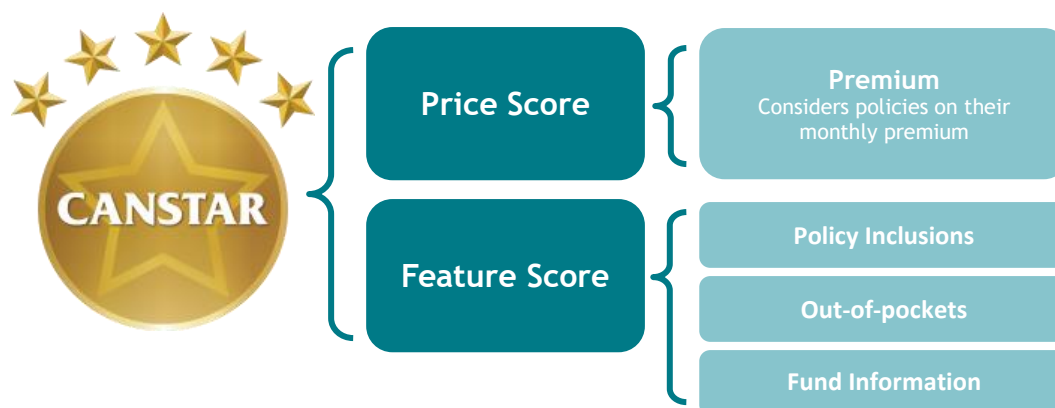 CANSTAR
Price Score
Premium
Considers policies on their
monthly premium
Feature Score
Policy Inclusions
Out-of-pockets
Fund Information